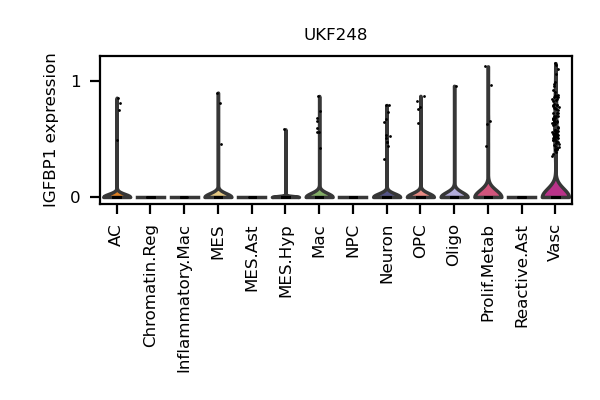 UKF248
IGFBP1 expression
1
0
AC
Chromatin.Reg
Inflammatory.Mac
MES
MES.Ast
MES.Hyp
Mac
NPC
Neuron
OPC
Oligo
Prolif.Metab
Reactive.Ast
Vasc